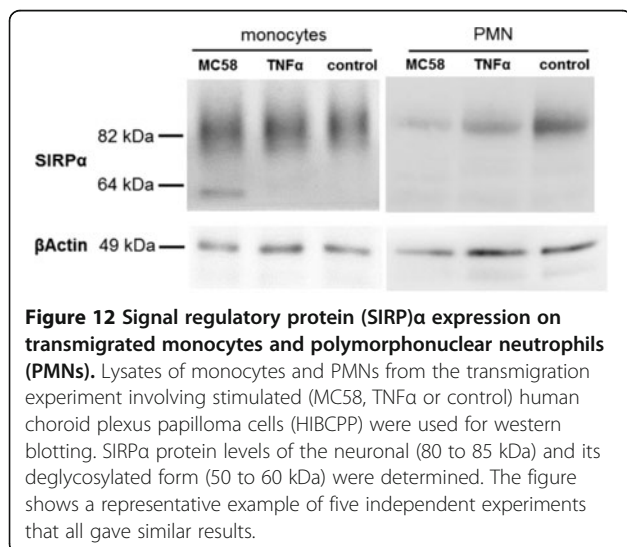 monocytes PMN
MC58 TNFα control MC58 TNFα control
82 kDa
SIRPα
64 kDa
βActin 49 kDa
Figure 12 Signal regulatory protein (SIRP)α expression on
transmigrated monocytes and polymorphonuclear neutrophils
(PMNs). Lysates of monocytes and PMNs from the transmigration
experiment involving stimulated (MC58, TNFα or control) human
choroid plexus papilloma cells (HIBCPP) were used for western
blotting. SIRPα protein levels of the neuronal (80 to 85 kDa) and its
deglycosylated form (50 to 60 kDa) were determined. The figure
shows a representative example of five independent experiments
that all gave similar results.